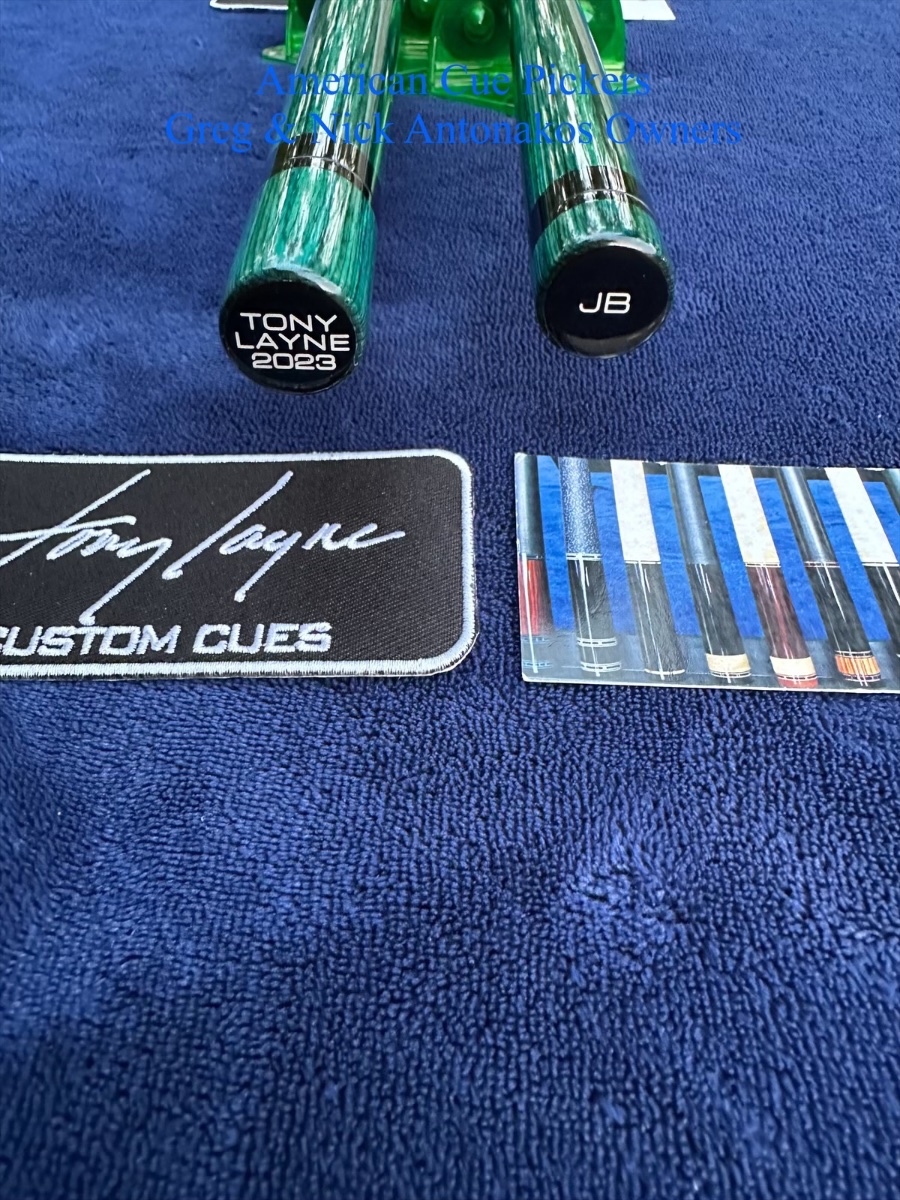 American Cue Pickers
Greg & Nick Antonakos Owners
TONY
LAYNE
2023
JB
Tony Layne
CUSTOM CUES